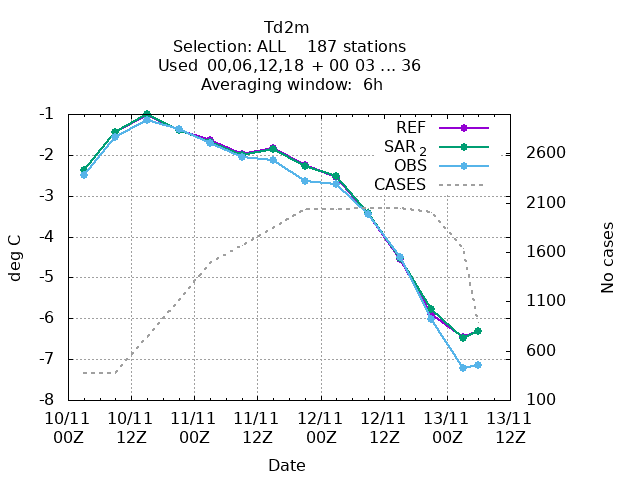 Td2m
Selection: ALL    187 stations
Used 00,06,12,18 + 00 03 ... 36
Averaging window:  6h
REF
SAR 2
OBS
CASES
-1
-2
-3
-4
-5
-6
-7
-8
2600
2100
1600
1100
600
100
deg C
No cases
10/11 10/11 11/11 11/11 12/11 12/11 13/11 13/11
00Z 12Z 00Z 12Z 00Z 12Z 00Z 12Z
Date